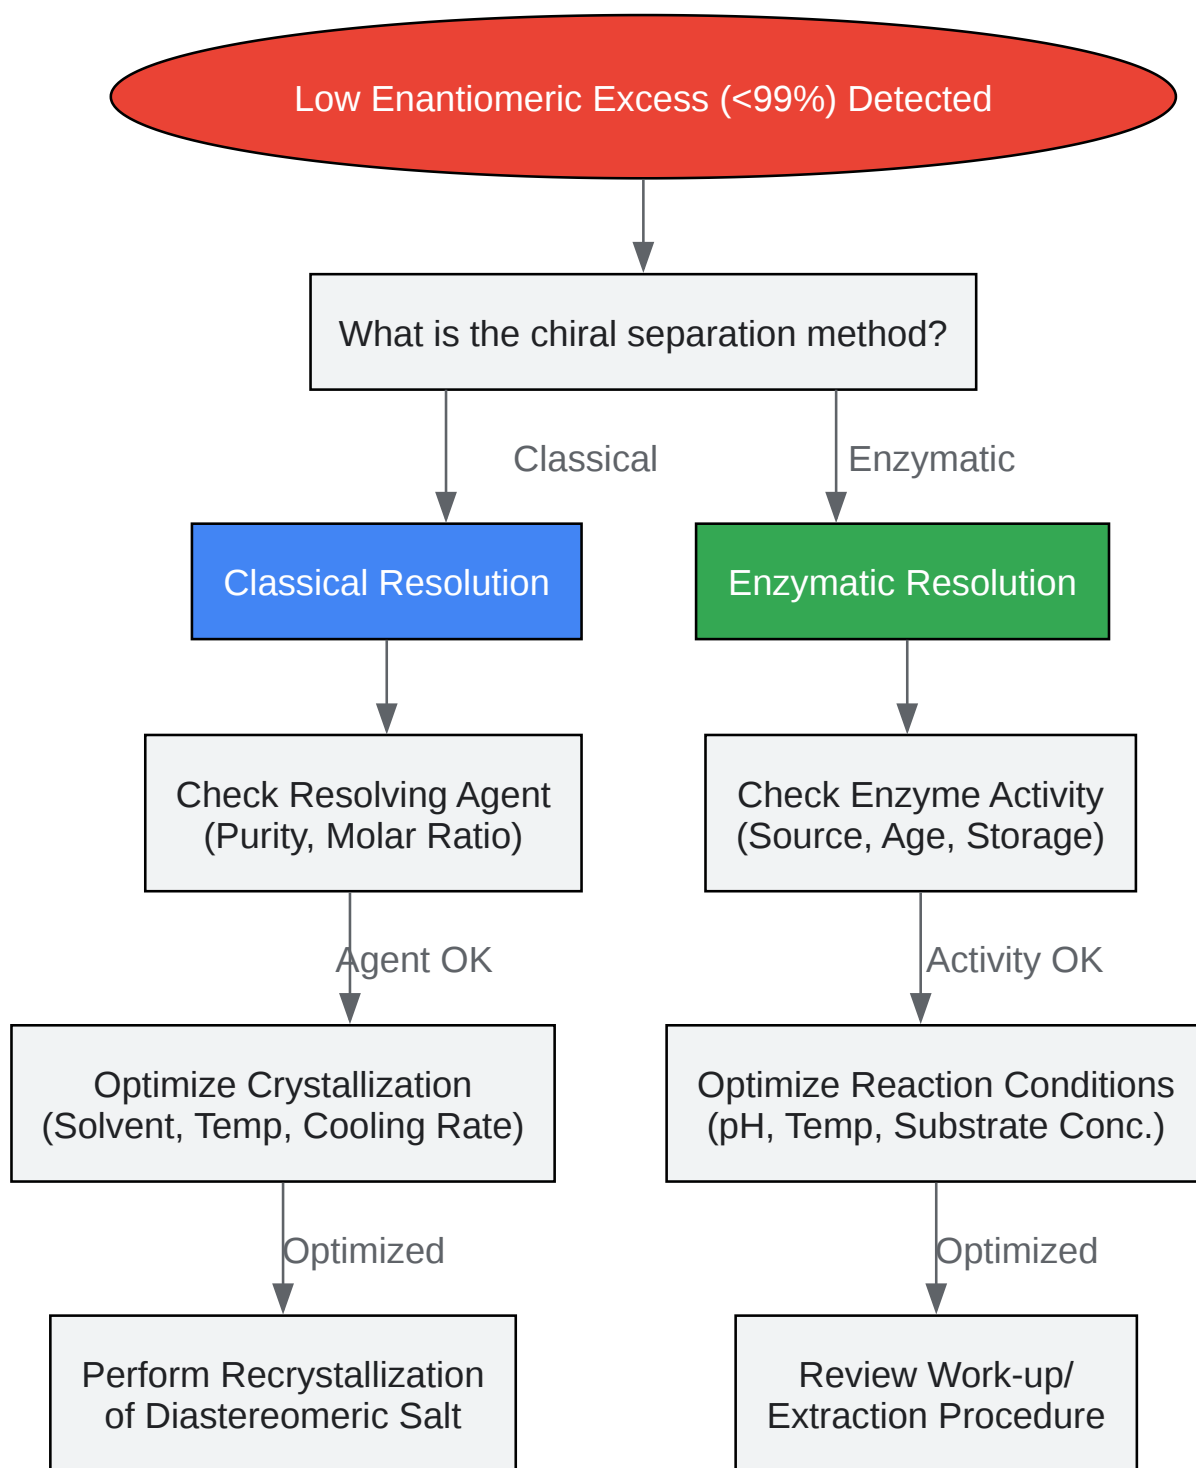 Low Enantiomeric Excess (<99%) Detected
What is the chiral separation method?
Classical
Enzymatic
Classical Resolution
Enzymatic Resolution
Check Resolving Agent
(Purity, Molar Ratio)
Check Enzyme Activity
(Source, Age, Storage)
Agent OK
Activity OK
Optimize Crystallization
(Solvent, Temp, Cooling Rate)
Optimize Reaction Conditions
(pH, Temp, Substrate Conc.)
Optimized
Optimized
Perform Recrystallization
of Diastereomeric Salt
Review Work-up/
Extraction Procedure